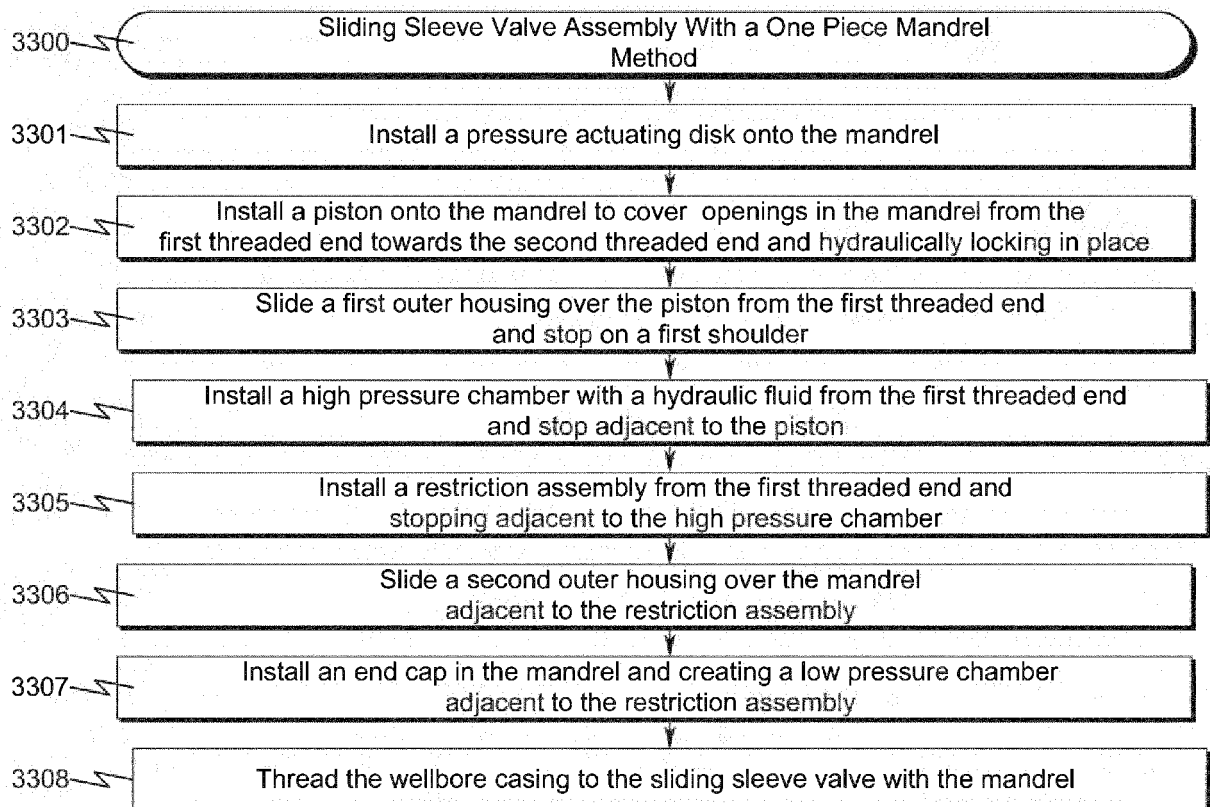 3300
Sliding Sleeve Valve Assembly With a One Piece Mandrel
Method
3301
Install a pressure actuating disk onto the mandrel
3302
Install a piston onto the mandrel to cover openings in the mandrel from the
first threaded end towards the second threaded end and hydraulically locking in place
3303
Slide a first outer housing over the piston from the first threaded end
and stop on a first shoulder
3304
Install a high pressure chamber with a hydraulic fluid from the first threaded end
and stop adjacent to the piston
3305
Install a restriction assembly from the first threaded end and
stopping adjacent to the high pressure chamber
3306
Slide a second outer housing over the mandrel
adjacent to the restriction assembly
3307
Install an end cap in the mandrel and creating a low pressure chamber
adjacent to the restriction assembly
3308
Thread the wellbore casing to the sliding sleeve valve with the mandrel